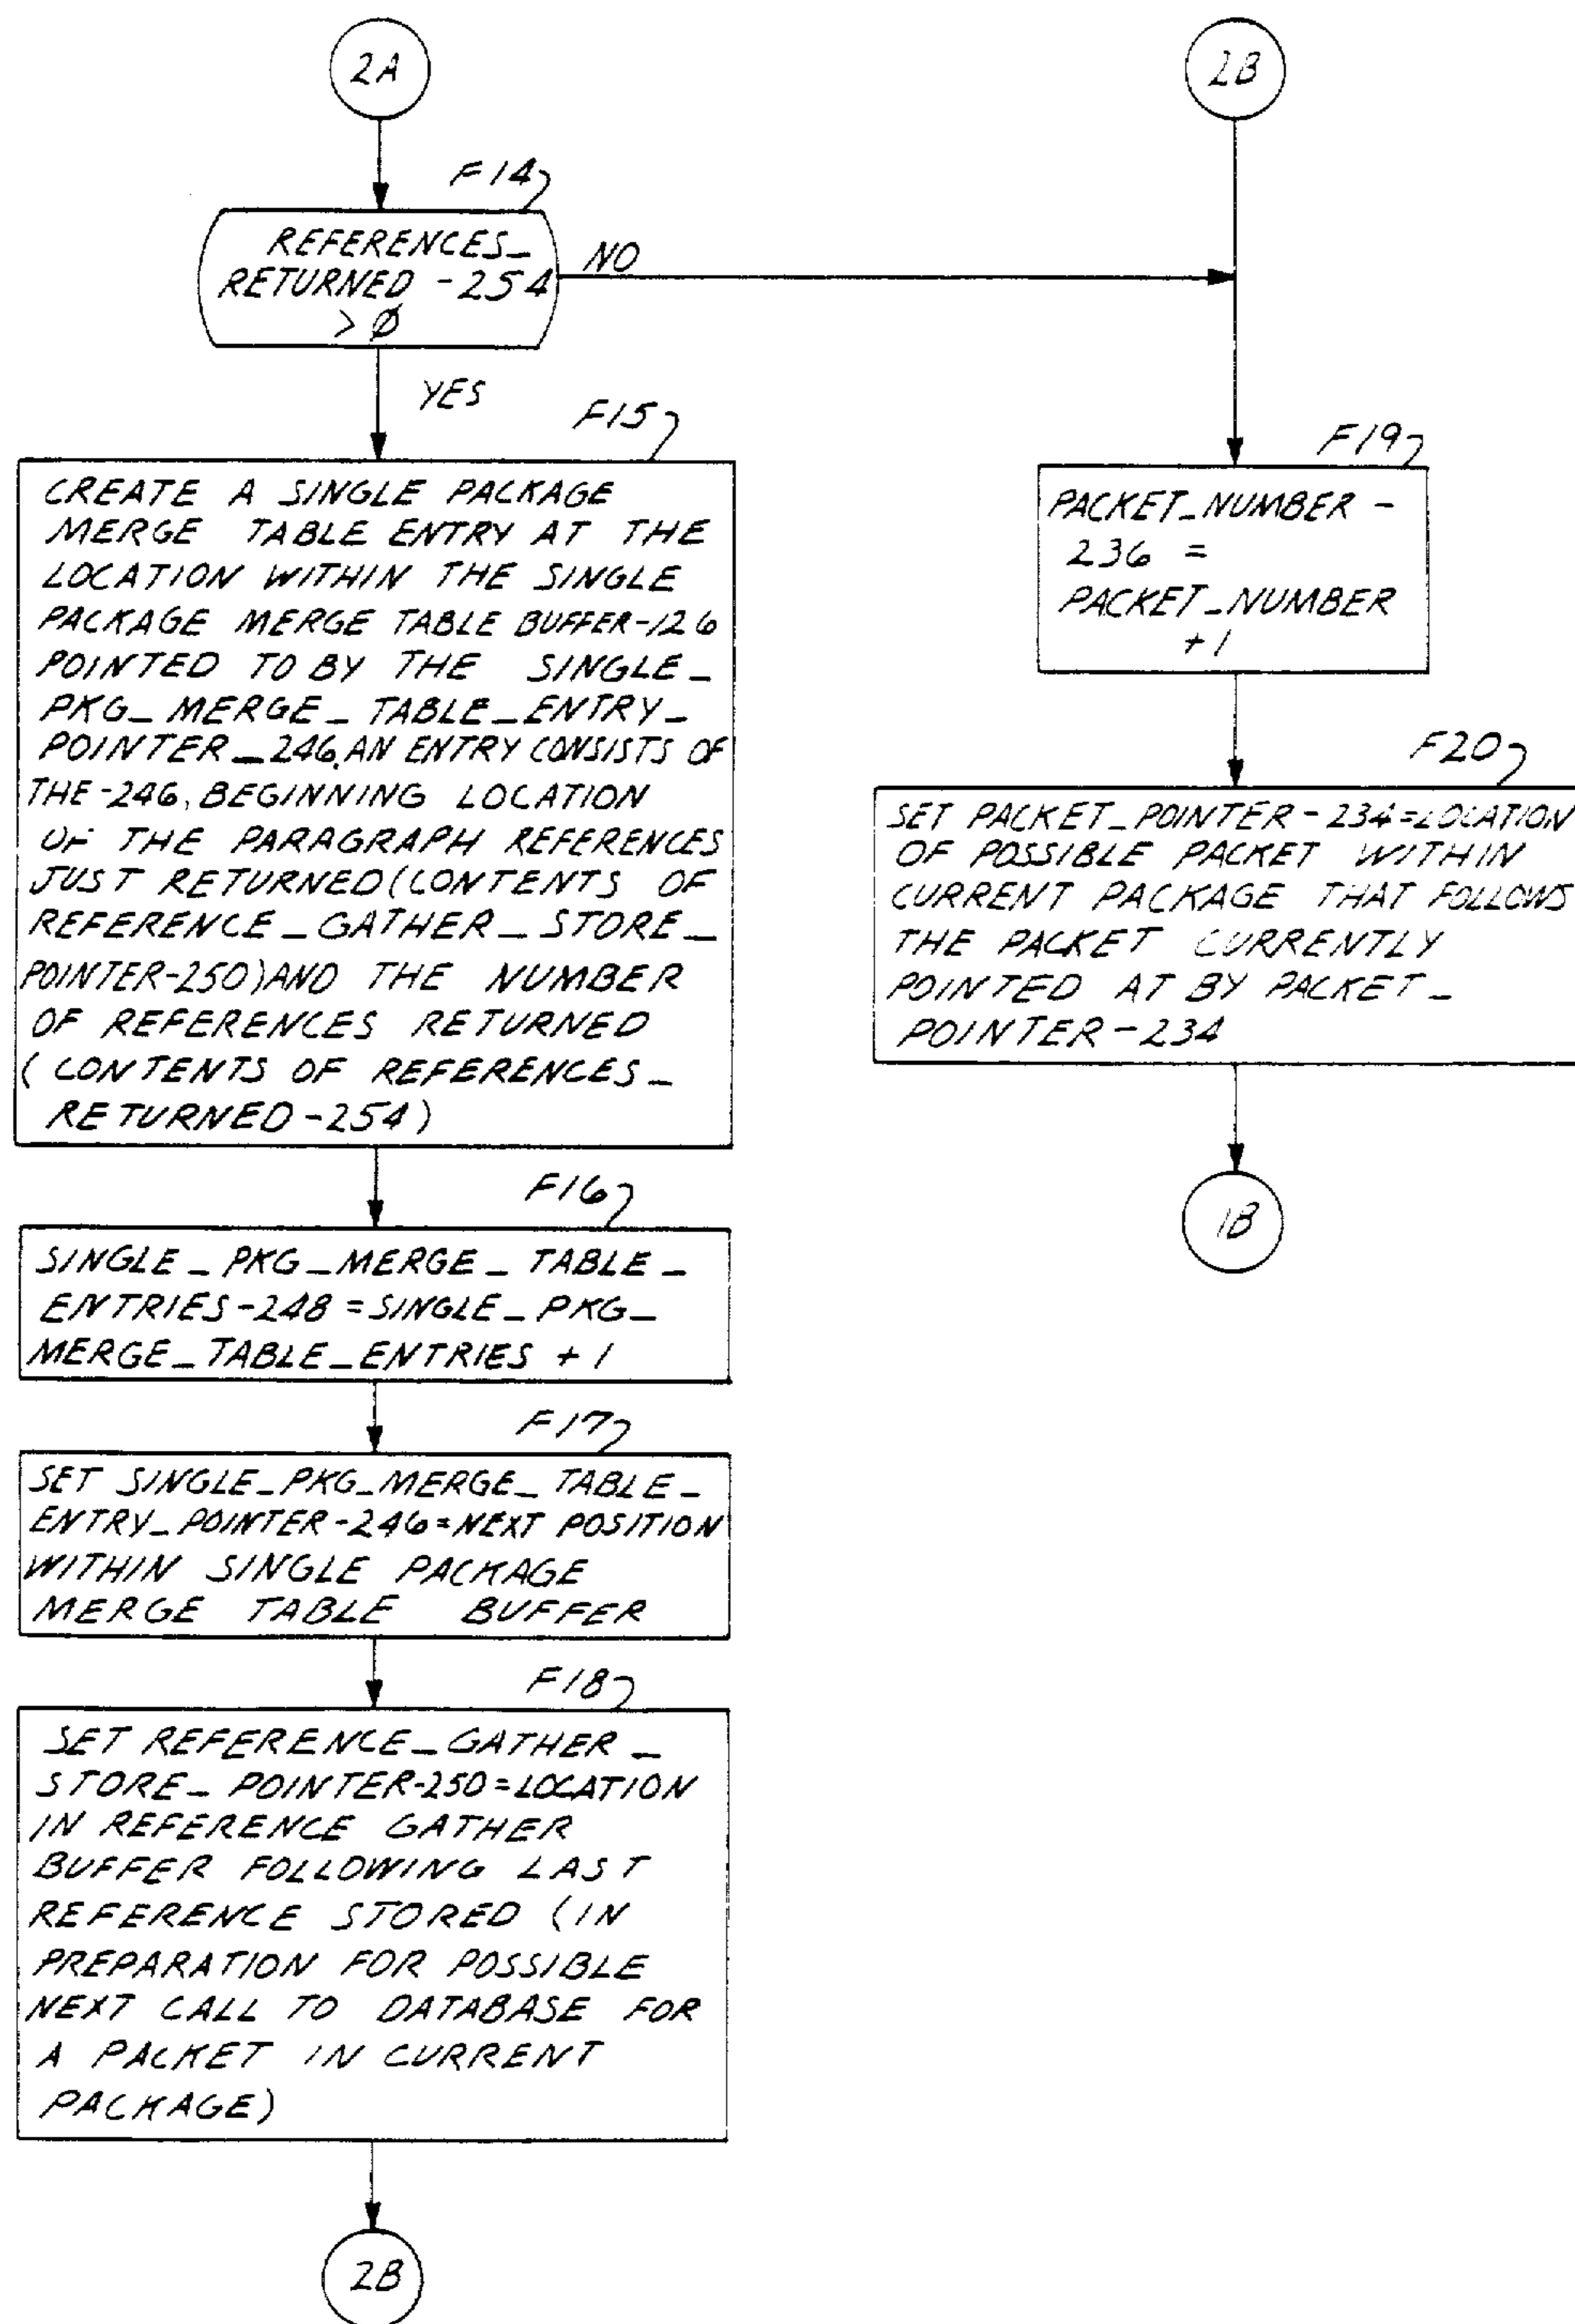 2A
F14
REFERENCES_
RETURNED -254
> Ø
NO
YES
F15
CREATE A SINGLE PACKAGE
MERGE TABLE ENTRY AT THE
LOCATION WITHIN THE SINGLE
PACKAGE MERGE TABLE BUFFER-126
POINTED TO BY THE SINGLE_
PKG_MERGE_TABLE_ENTRY_
POINTER_246. AN ENTRY CONSISTS OF
THE-246, BEGINNING LOCATION
OF THE PARAGRAPH REFERENCES
JUST RETURNED (CONTENTS OF
REFERENCE_GATHER_STORE_
POINTER-250) AND THE NUMBER
OF REFERENCES RETURNED
(CONTENTS OF REFERENCES_
RETURNED-254)
F16
SINGLE_PKG_MERGE_TABLE_
ENTRIES-248 = SINGLE_PKG_
MERGE_TABLE_ENTRIES + 1
F17
SET SINGLE_PKG_MERGE_TABLE_
ENTRY_POINTER-246 = NEXT POSITION
WITHIN SINGLE PACKAGE
MERGE TABLE BUFFER
F18
SET REFERENCE_GATHER_
STORE_POINTER-250 = LOCATION
IN REFERENCE GATHER
BUFFER FOLLOWING LAST
REFERENCE STORED (IN
PREPARATION FOR POSSIBLE
NEXT CALL TO DATABASE FOR
A PACKET IN CURRENT
PACKAGE)
2B
2B
F19
PACKET_NUMBER -
236 =
PACKET_NUMBER
+1
F20
SET PACKET_POINTER-234 = LOCATION
OF POSSIBLE PACKET WITHIN
CURRENT PACKAGE THAT FOLLOWS
THE PACKET CURRENTLY
POINTED AT BY PACKET_
POINTER-234
1B